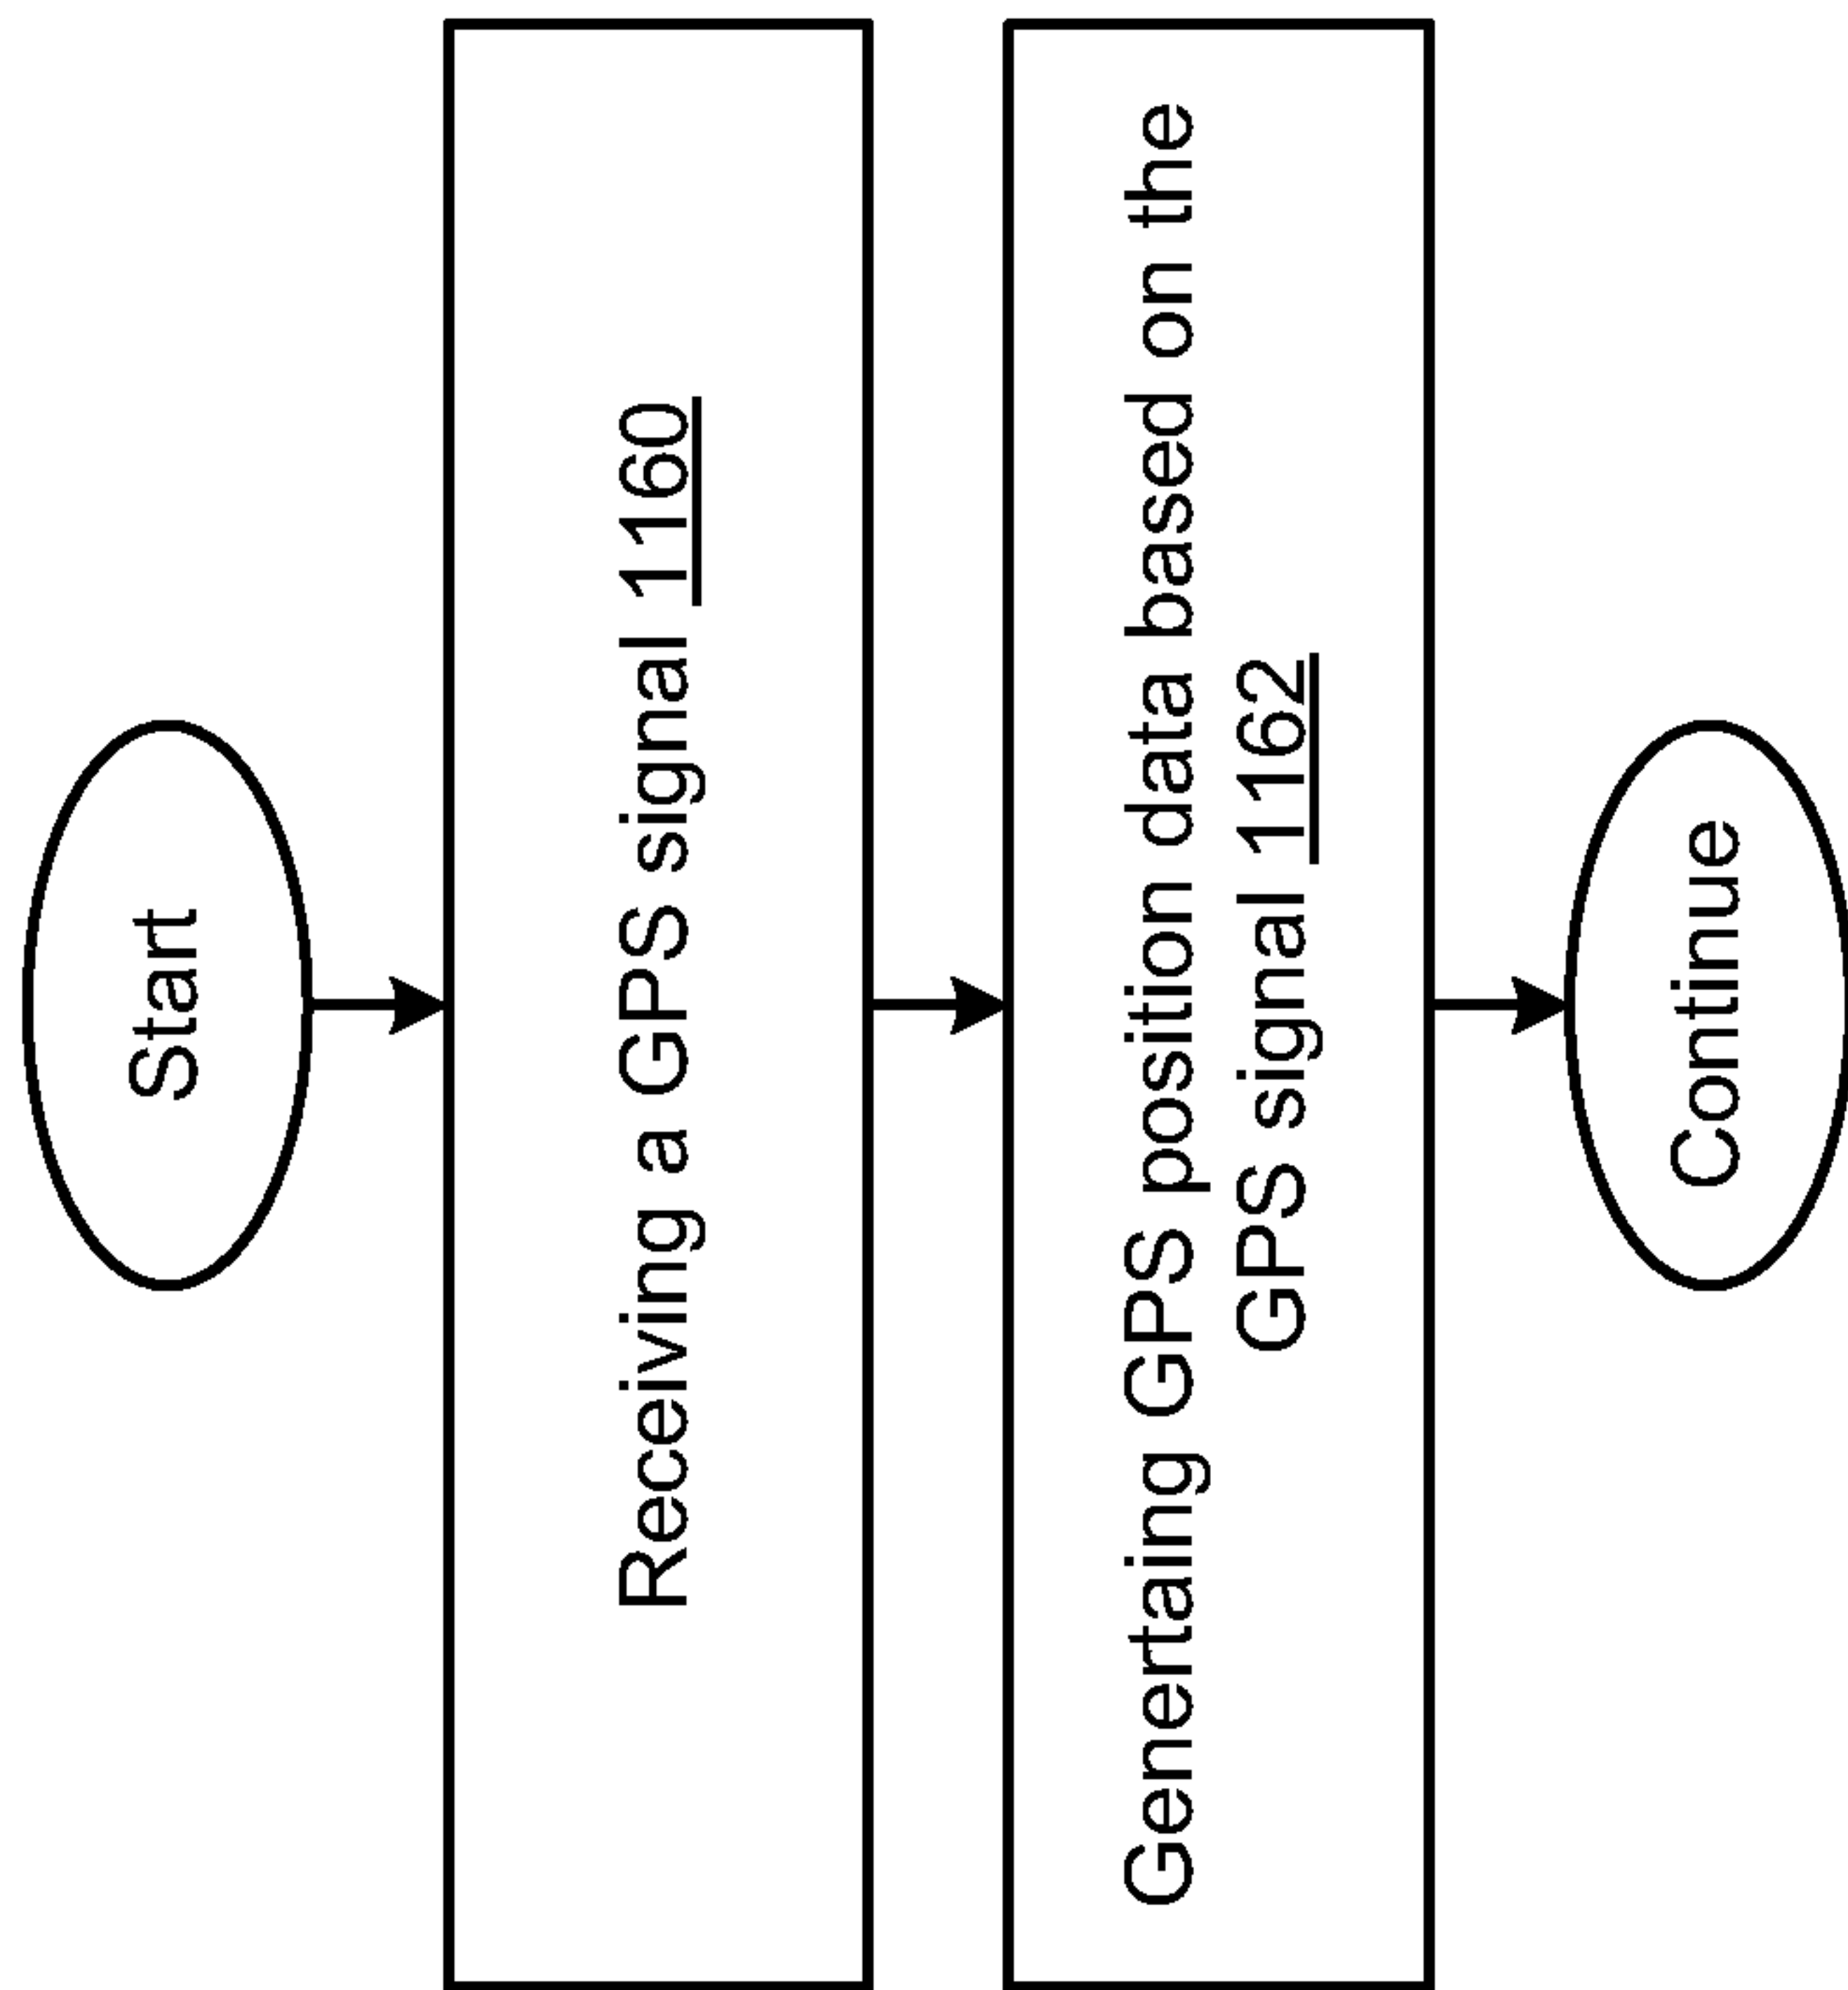 Start
Receiving a GPS signal 1160
Genertaing GPS position data based on the
GPS signal 1162
Continue